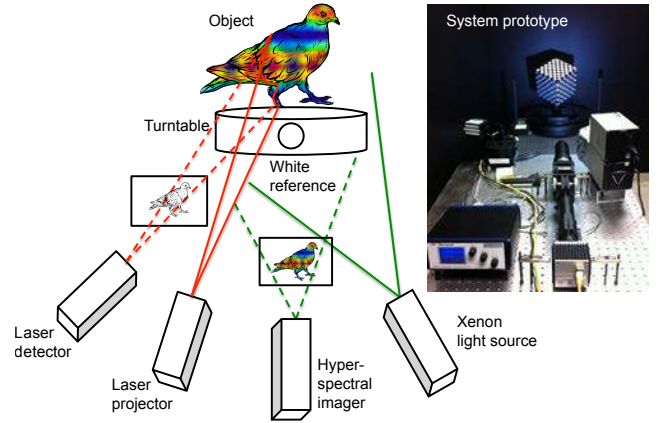 Object
System prototype
Turntable
White
reference
Laser
detector
Laser
projector
Hyper-
spectral
imager
Xenon
light source